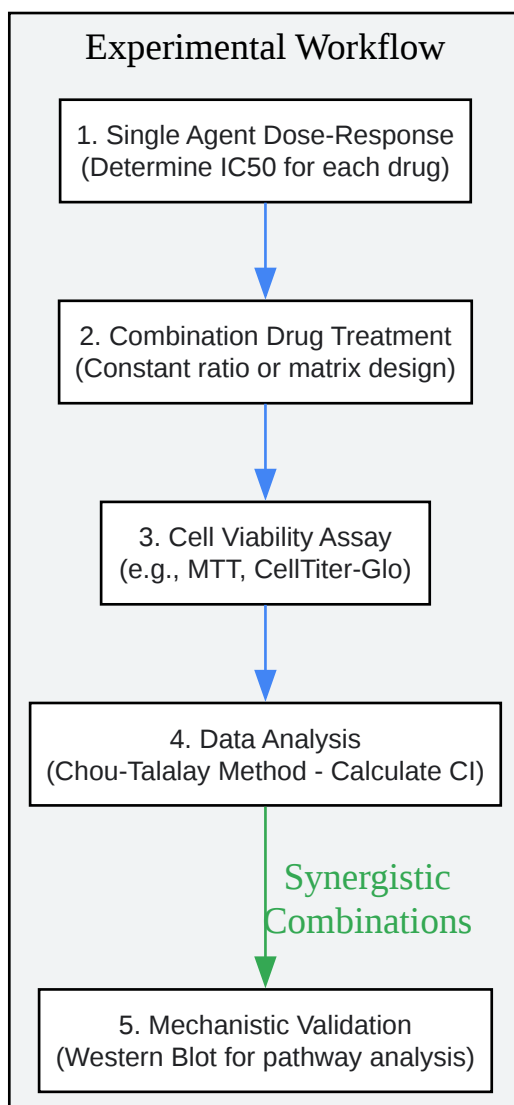 Experimental Workflow
1. Single Agent Dose-Response
(Determine IC50 for each drug)
2. Combination Drug Treatment
(Constant ratio or matrix design)
3. Cell Viability Assay
(e.g., MTT, CellTiter-Glo)
4. Data Analysis
(Chou-Talalay Method - Calculate CI)
Synergistic
Combinations
5. Mechanistic Validation
(Western Blot for pathway analysis)